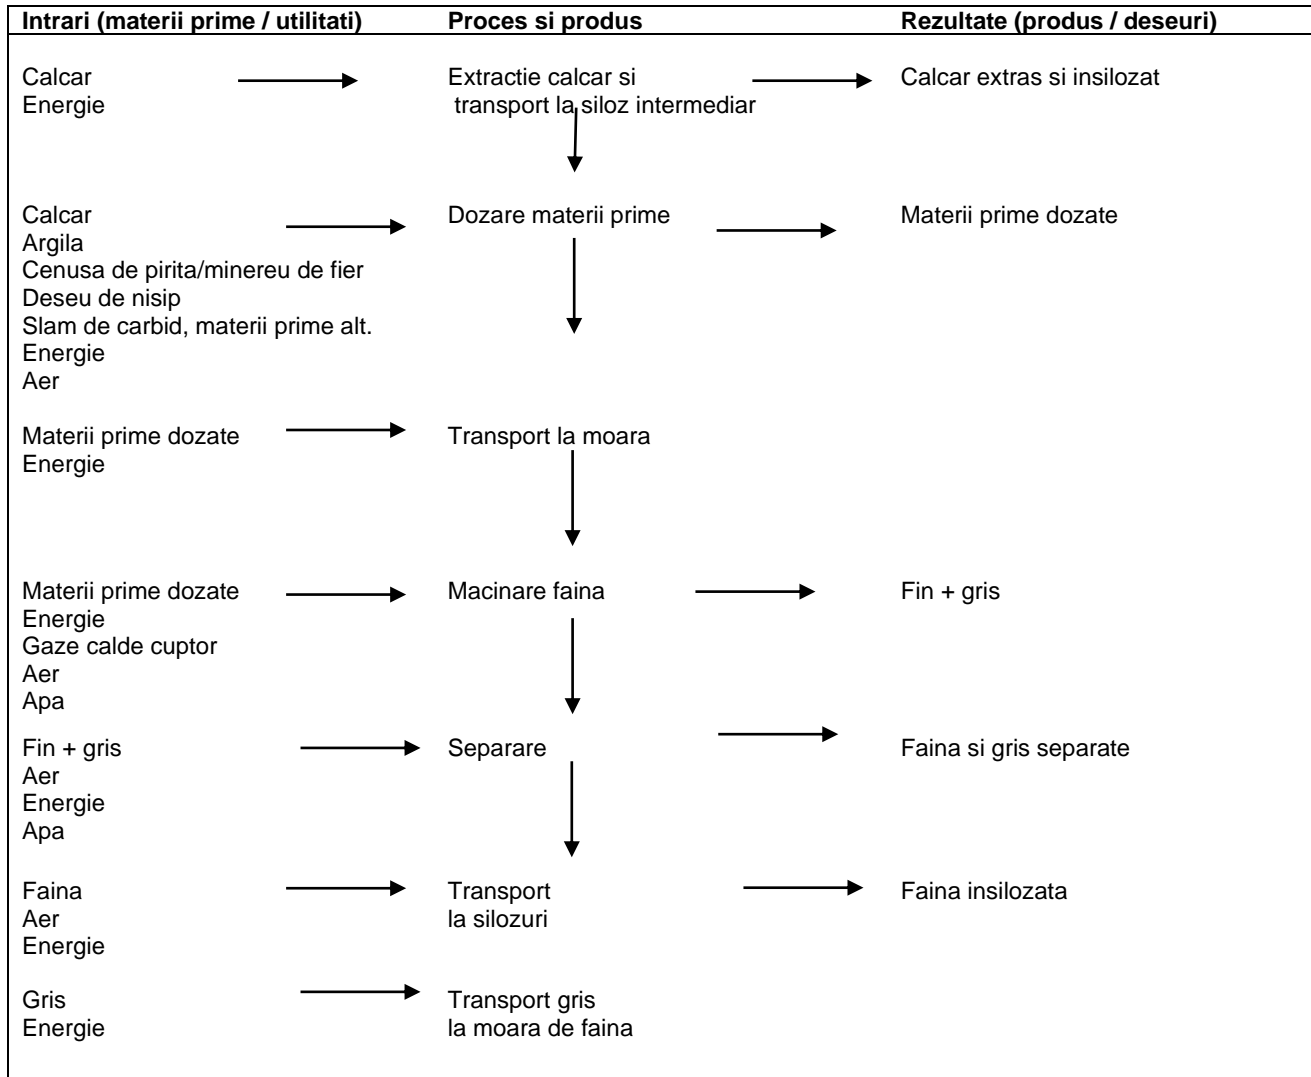 Intrari (materii prime / utilitati) Proces si produs Rezultate (produs / deseuri)
Calcar Extractie calcar si Calcar extras si insilozat
Energie transport la siloz intermediar
Calcar Dozare materii prime Materii prime dozate
Argila
Cenusa de pirita/minereu de fier
Deseu de nisip
Slam de carbid, materii prime alt.
Energie
Aer
Materii prime dozate Transport la moara
Energie
Materii prime dozate Macinare faina Fin + gris
Energie
Gaze calde cuptor
Aer
Apa
Fin + gris Separare Faina si gris separate
Aer
Energie
Apa
Faina Transport Faina insilozata
Aer la silozuri
Energie
Gris Transport gris
Energie la moara de faina